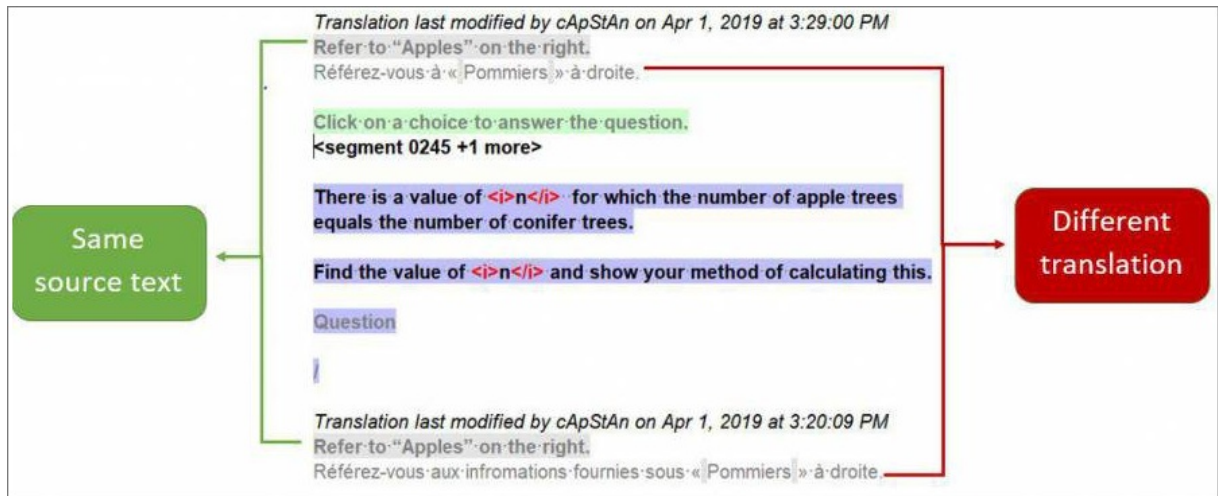 Translation last modified by cApStAn on Apr 1, 2019 at 3:29:00 PM
Refer·to·“Apples”·on·the·right.
Référez-vous·à·« Pommiers »·à·droite.
Click·on·a·choice·to·answer·the·question.
<segment 0245 +1 more>
There·is·a·value·of·<i>n</i>··for·which·the·number·of·apple·trees·
equals·the·number·of·conifer·trees.
Same
source text
Different
translation
Find·the·value·of·<i>n</i>·and·show·your·method·of·calculating·this.
Question
/
Translation last modified by cApStAn on Apr 1, 2019 at 3:20:09 PM
Refer·to·“Apples”·on·the·right.
Référez-vous·aux·infromations·fournies·sous·« Pommiers »·à·droite.